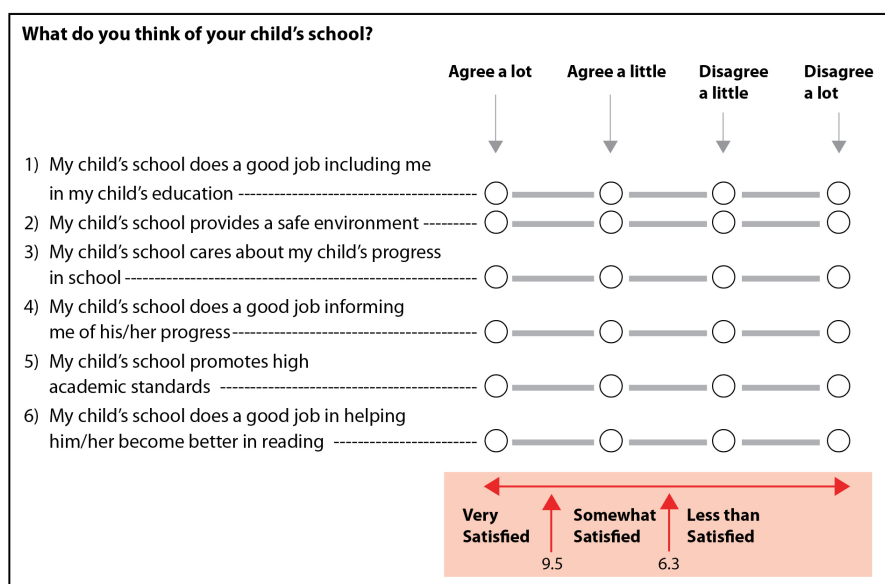 What do you think of your child's school?
Agree a lot Agree a little Disagree a little Disagree a lot
1) My child's school does a good job including me
in my child's education
2) My child's school provides a safe environment
3) My child's school cares about my child's progress
in school
4) My child's school does a good job informing
me of his/her progress
5) My child's school promotes high
academic standards
6) My child's school does a good job in helping
him/her become better in reading
Very Satisfied Somewhat Satisfied Less than Satisfied
9.5 6.3